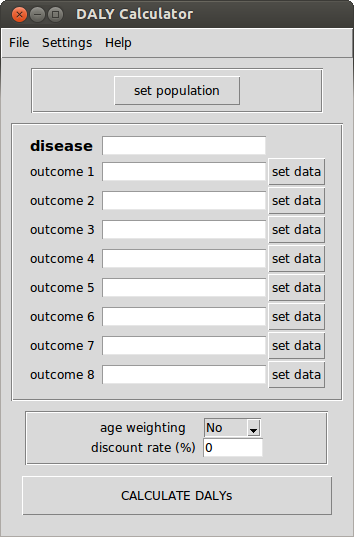 DALY Calculator
File Settings Help
set population
disease
outcome 1 set data
outcome 2 set data
outcome 3 set data
outcome 4 set data
outcome 5 set data
outcome 6 set data
outcome 7 set data
outcome 8 set data
age weighting No
discount rate (%) 0
CALCULATE DALYs